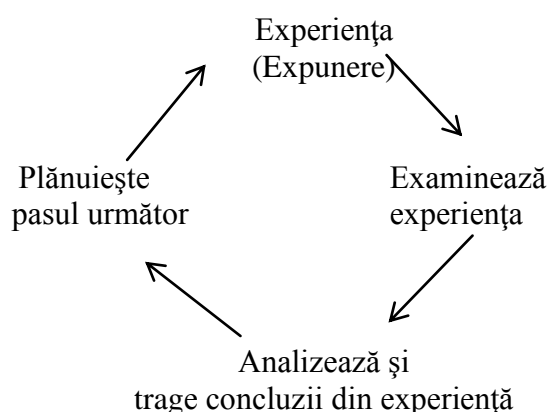 Experienţa
(Expunere)
Examinează
experienţa
Analizează şi
trage concluzii din experienţă
Plănuieşte
pasul următor